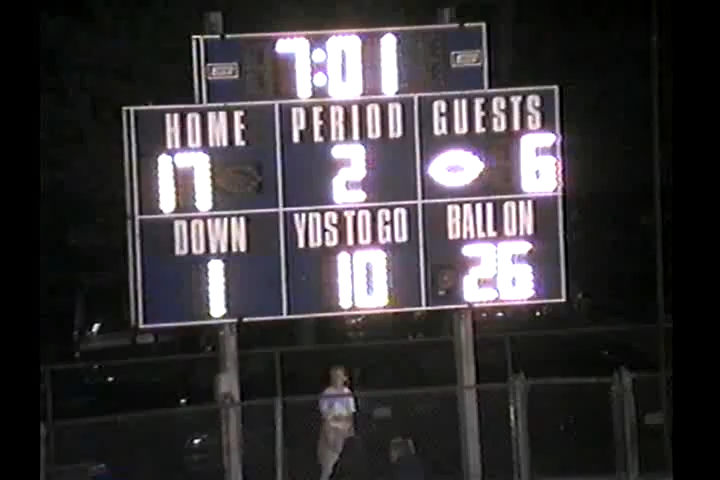 7:01
HOME PERIOD GUESTS
17 2 6
DOWN YDS TO GO BALL ON
1 10 26